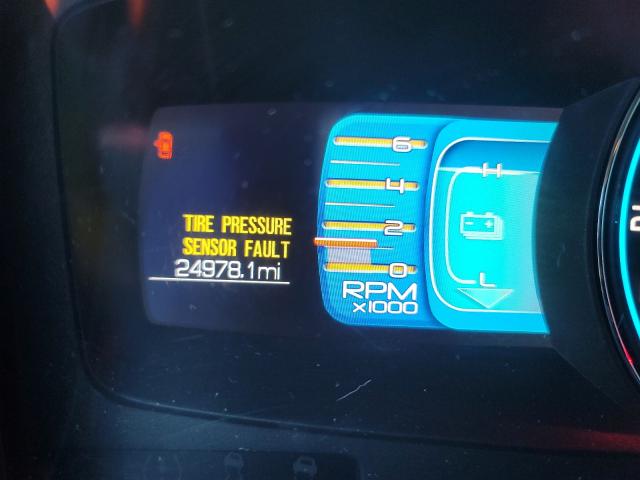 TIRE PRESSURE
SENSOR FAULT
24978.1mi
6
4
2
0
RPM
x1000
H
- +
L